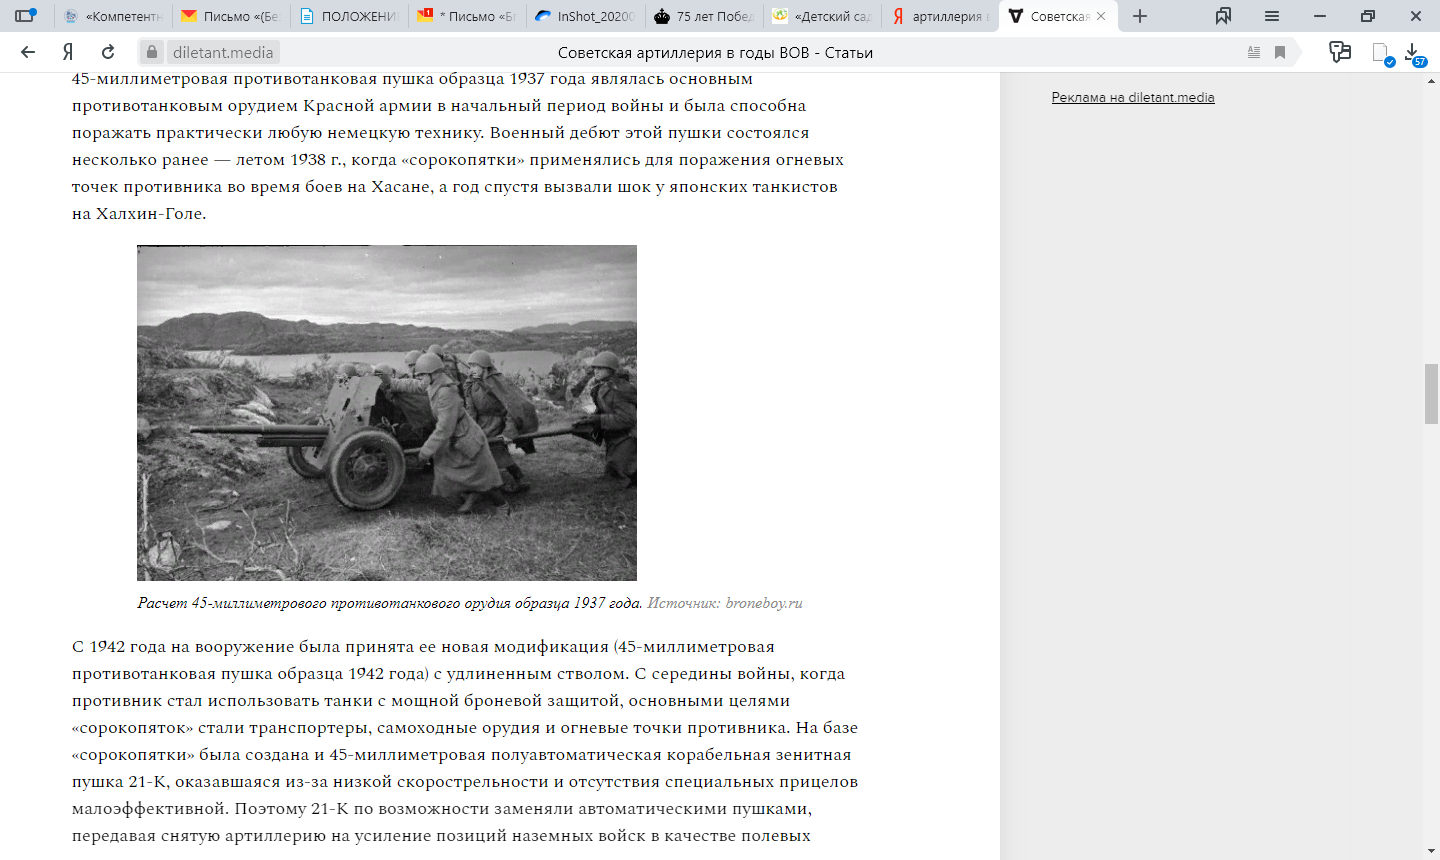 «Компетентн
Письмо «(Бе
ПОЛОЖЕНИ
* Письмо «Б
InShot_2020
75 лет Побед
«Детский сад
артиллерия в
Советская
Я
diletant.media
Советская артиллерия в годы ВОВ - Статьи
57
45-миллиметровая противотанковая пушка образца 1937 года являлась основным
противотанковым орудием Красной армии в начальный период войны и была способна
поражать практически любую немецкую технику. Военный дебют этой пушки состоялся
несколько ранее — летом 1938 г., когда «сорокопятки» применялись для поражения огневых
точек противника во время боев на Хасане, а год спустя вызвали шок у японских танкистов
на Халхин-Голе.
Реклама на diletant.media
Расчет 45-миллиметрового противотанкового орудия образца 1937 года. Источник: broneboy.ru
С 1942 года на вооружение была принята ее новая модификация (45-миллиметровая
противотанковая пушка образца 1942 года) с удлиненным стволом. С середины войны, когда
противник стал использовать танки с мощной броневой защитой, основными целями
«сорокопяток» стали транспортеры, самоходные орудия и огневые точки противника. На базе
«сорокопятки» была создана и 45-миллиметровая полуавтоматическая корабельная зенитная
пушка 21-К, оказавшаяся из-за низкой скорострельности и отсутствия специальных прицелов
малоэффективной. Поэтому 21-К по возможности заменяли автоматическими пушками,
передавая снятую артиллерию на усиление позиций наземных войск в качестве полевых